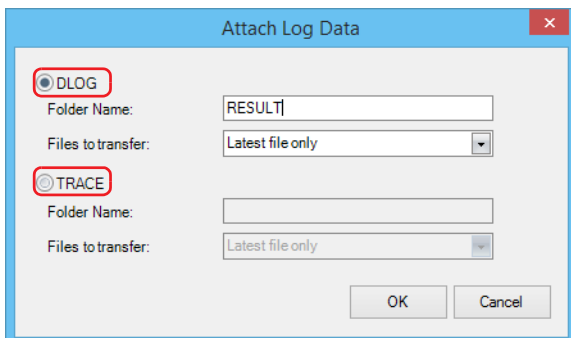 Attach Log Data
DLOG
Folder Name: RESULT
Files to transfer: Latest file only
TRACE
Folder Name:
Files to transfer: Latest file only
OK Cancel